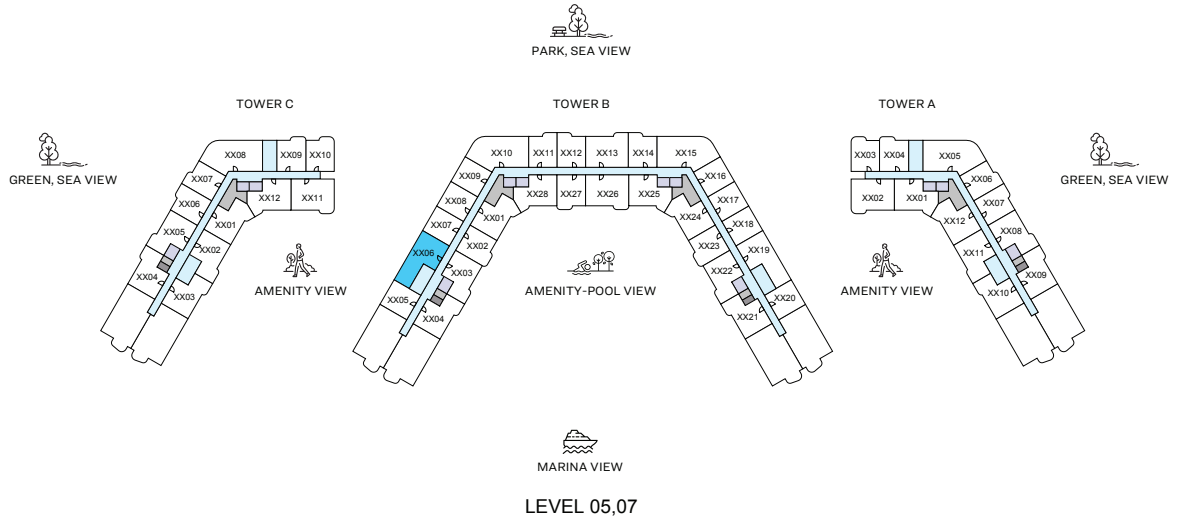 PARK, SEA VIEW
TOWER C
TOWER B
TOWER A
GREEN, SEA VIEW
GREEN, SEA VIEW
XX08
XX09
XX10
XX07
XX06
XX05
XX04
XX03
XX02
XX01
XX12
XX11
XX10
XX11
XX12
XX13
XX14
XX15
XX09
XX08
XX07
XX06
XX05
XX04
XX03
XX02
XX01
XX28
XX27
XX26
XX25
XX24
XX23
XX22
XX21
XX16
XX17
XX18
XX19
XX20
XX03
XX04
XX05
XX02
XX01
XX06
XX07
XX08
XX09
XX12
XX11
XX10
AMENITY VIEW
AMENITY-POOL VIEW
AMENITY VIEW
MARINA VIEW
LEVEL 05,07